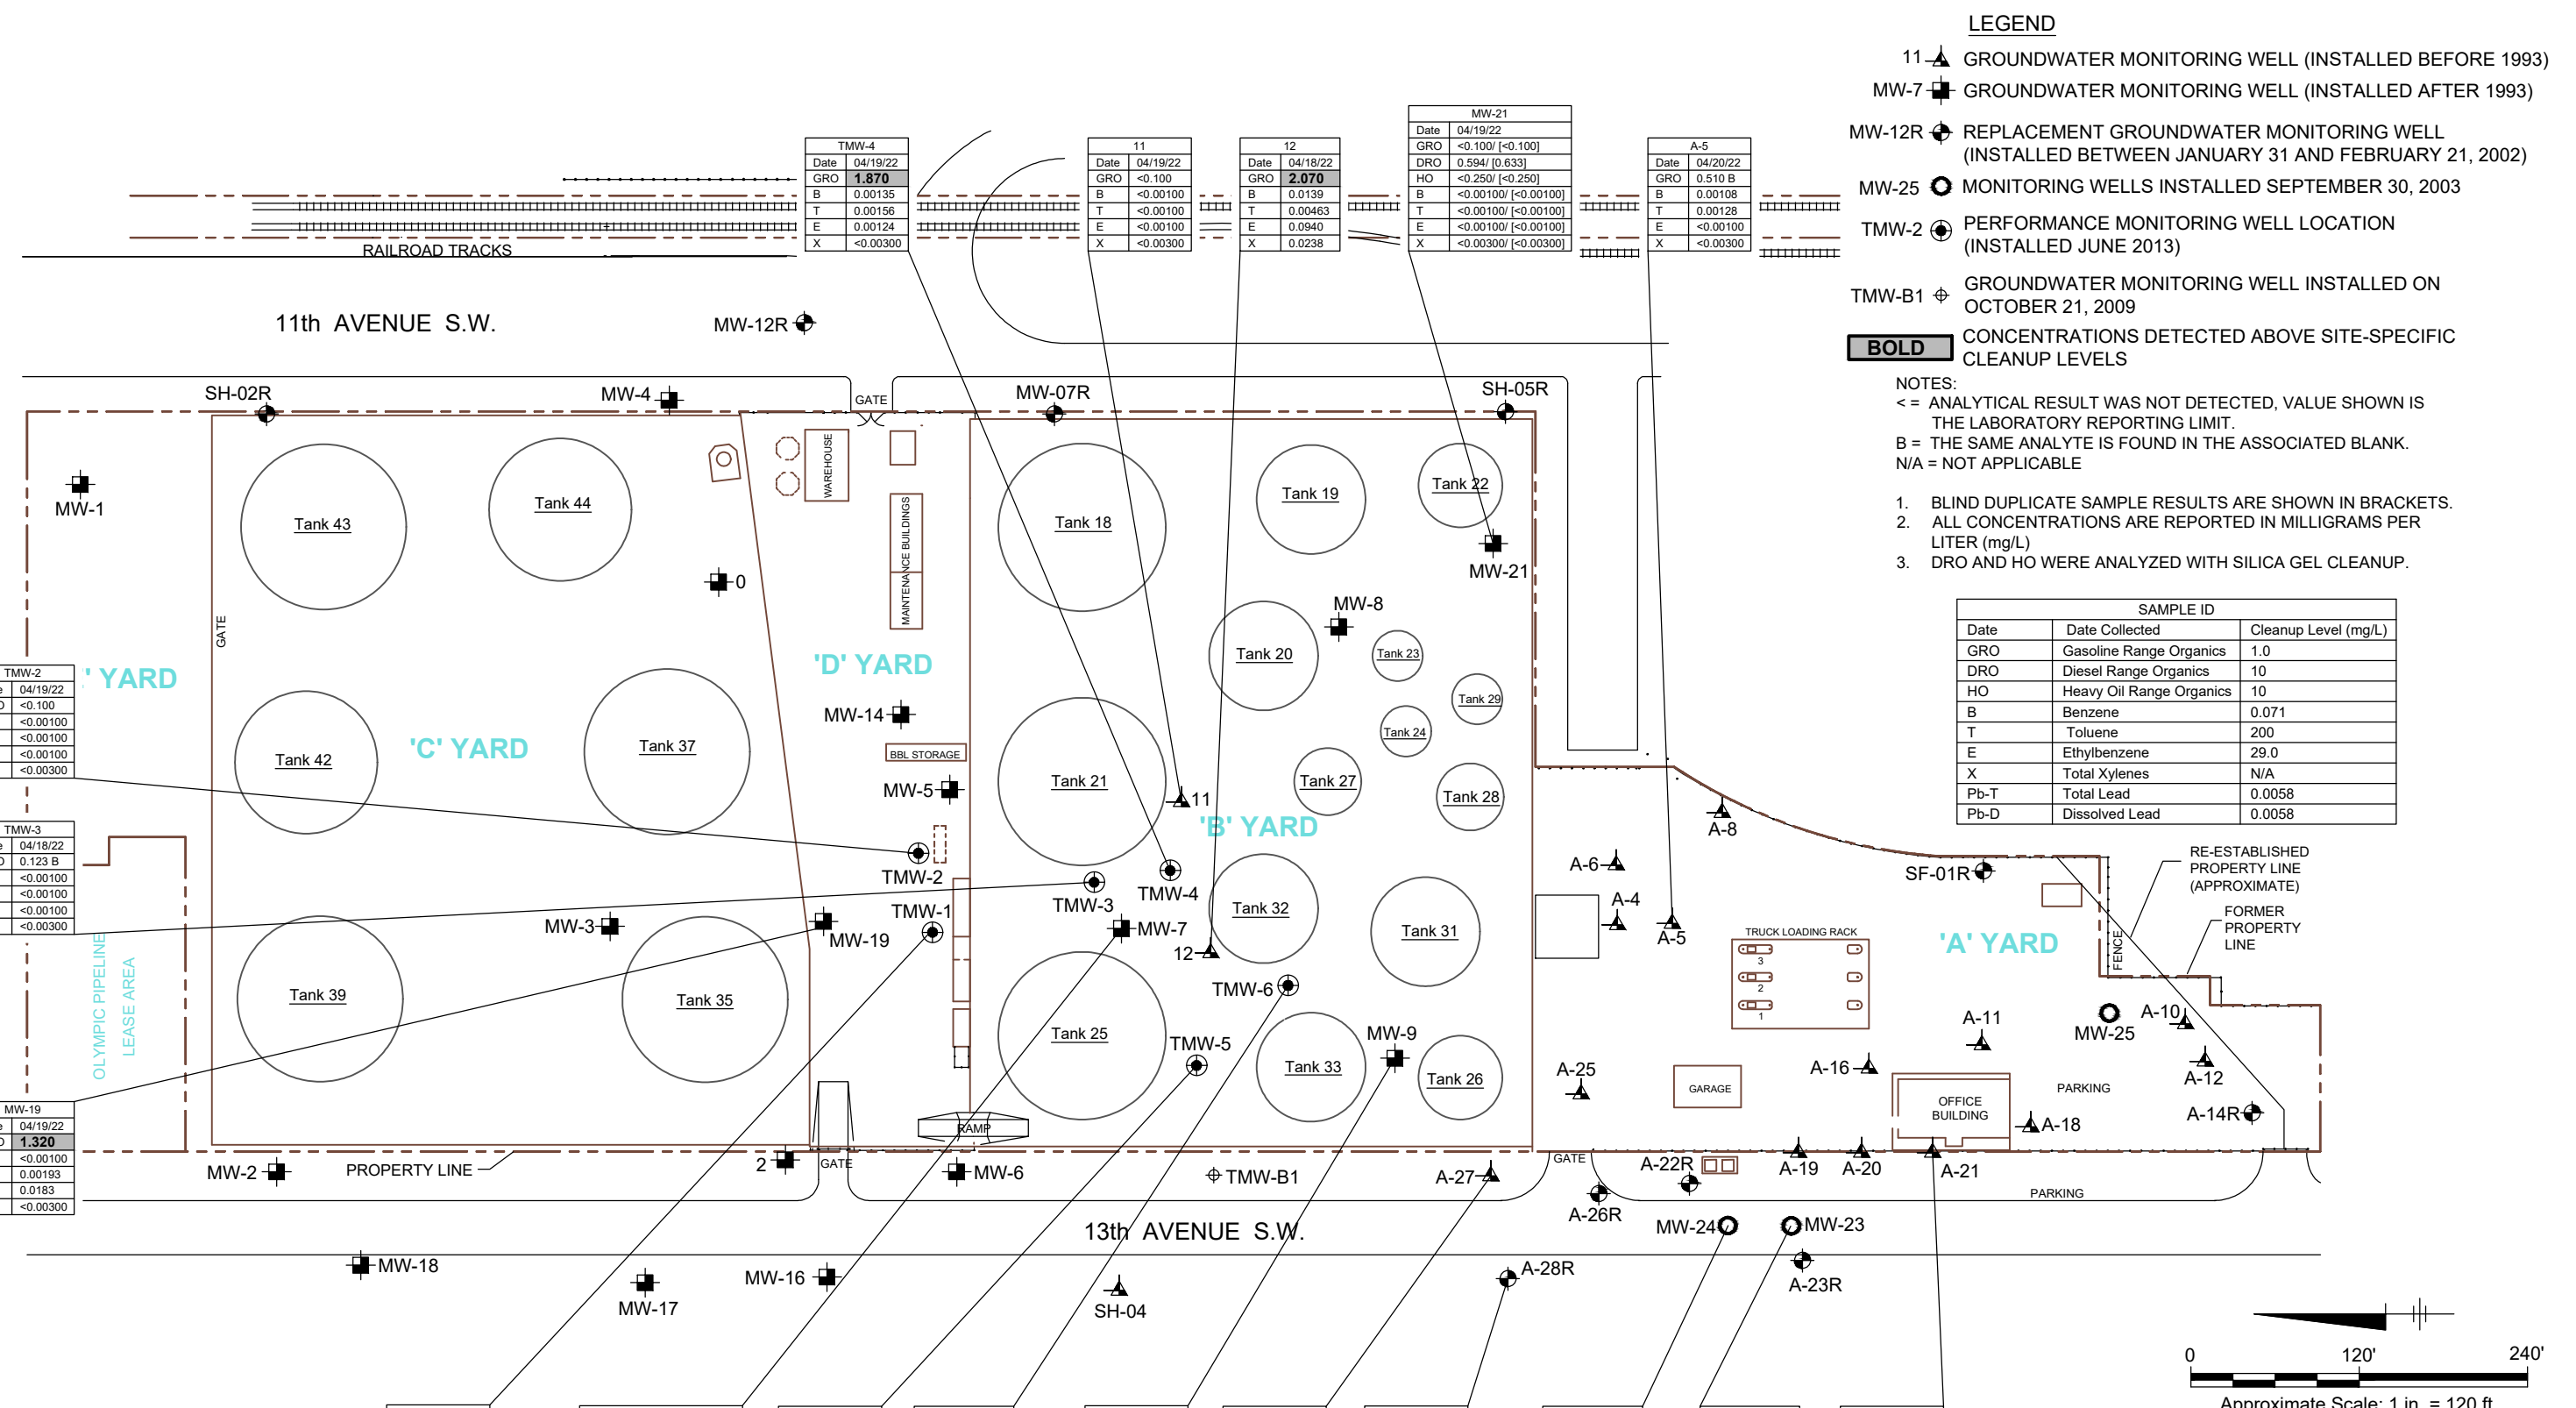 LEGEND
11 GROUNDWATER MONITORING WELL (INSTALLED BEFORE 1993)
MW-7 GROUNDWATER MONITORING WELL (INSTALLED AFTER 1993)
MW-12R REPLACEMENT GROUNDWATER MONITORING WELL
(INSTALLED BETWEEN JANUARY 31 AND FEBRUARY 21, 2002)
MW-25 MONITORING WELLS INSTALLED SEPTEMBER 30, 2003
TMW-2 PERFORMANCE MONITORING WELL LOCATION
(INSTALLED JUNE 2013)
TMW-B1 GROUNDWATER MONITORING WELL INSTALLED ON
OCTOBER 21, 2009
BOLD CONCENTRATIONS DETECTED ABOVE SITE-SPECIFIC
CLEANUP LEVELS
NOTES:
< = ANALYTICAL RESULT WAS NOT DETECTED, VALUE SHOWN IS
THE LABORATORY REPORTING LIMIT.
B = THE SAME ANALYTE IS FOUND IN THE ASSOCIATED BLANK.
N/A = NOT APPLICABLE
1. BLIND DUPLICATE SAMPLE RESULTS ARE SHOWN IN BRACKETS.
2. ALL CONCENTRATIONS ARE REPORTED IN MILLIGRAMS PER
LITER (mg/L)
3. DRO AND HO WERE ANALYZED WITH SILICA GEL CLEANUP.
SAMPLE ID
Date Date Collected Cleanup Level (mg/L)
GRO Gasoline Range Organics 1.0
DRO Diesel Range Organics 10
HO Heavy Oil Range Organics 10
B Benzene 0.071
T Toluene 200
E Ethylbenzene 29.0
X Total Xylenes N/A
Pb-T Total Lead 0.0058
Pb-D Dissolved Lead 0.0058
TMW-4
Date 04/19/22
GRO 1.870
B 0.00135
T 0.00156
E 0.00124
X <0.00300
11
Date 04/19/22
GRO <0.100
B <0.00100
T <0.00100
E <0.00100
X <0.00300
12
Date 04/18/22
GRO 2.070
B 0.0139
T 0.00463
E 0.0940
X 0.0238
MW-21
Date 04/19/22
GRO <0.100/ [<0.100]
DRO 0.594/ [0.633]
HO <0.250/ [<0.250]
B <0.00100/ [<0.00100]
T <0.00100/ [<0.00100]
E <0.00100/ [<0.00100]
X <0.00300/ [<0.00300]
A-5
Date 04/20/22
GRO 0.510 B
B 0.00108
T 0.00128
E <0.00100
X <0.00300
RAILROAD TRACKS
11th AVENUE S.W.
MW-12R
SH-02R
MW-4
GATE
MW-07R
SH-05R
MW-1
Tank 43
Tank 44
WAREHOUSE
Tank 18
Tank 19
Tank 22
MAINTENANCE BUILDINGS
MW-21
0
GATE
MW-8
Tank 20
Tank 23
' YARD
'D' YARD
TMW-2
e 04/19/22
O <0.100
<0.00100
<0.00100
<0.00100
<0.00300
Tank 29
MW-14
Tank 24
'C' YARD
Tank 37
Tank 42
BBL STORAGE
Tank 21
Tank 27
Tank 28
MW-5
11
'B' YARD
A-8
TMW-3
e 04/18/22
O 0.123 B
<0.00100
<0.00100
<0.00100
<0.00300
TMW-2
A-6
TMW-4
TMW-3
SF-01R
RE-ESTABLISHED
PROPERTY LINE
(APPROXIMATE)
FORMER
PROPERTY
LINE
TMW-1
Tank 32
A-4
MW-3
MW-19
MW-7
Tank 31
A-5
TRUCK LOADING RACK
3
2
1
'A' YARD
FENCE
12
OLYMPIC PIPELINE
LEASE AREA
Tank 39
Tank 35
TMW-6
Tank 25
A-11
MW-25
A-10
TMW-5
MW-9
Tank 33
Tank 26
A-25
GARAGE
A-16
A-12
PARKING
OFFICE
BUILDING
A-14R
A-18
MW-19
e 04/19/22
O 1.320
<0.00100
0.00193
0.0183
<0.00300
RAMP
MW-2
PROPERTY LINE
2
GATE
MW-6
TMW-B1
A-27
GATE
A-22R
A-19
A-20
A-21
PARKING
A-26R
MW-24
MW-23
13th AVENUE S.W.
MW-18
MW-17
MW-16
SH-04
A-28R
A-23R
0 120' 240'
Approximate Scale: 1 in. = 120 ft.